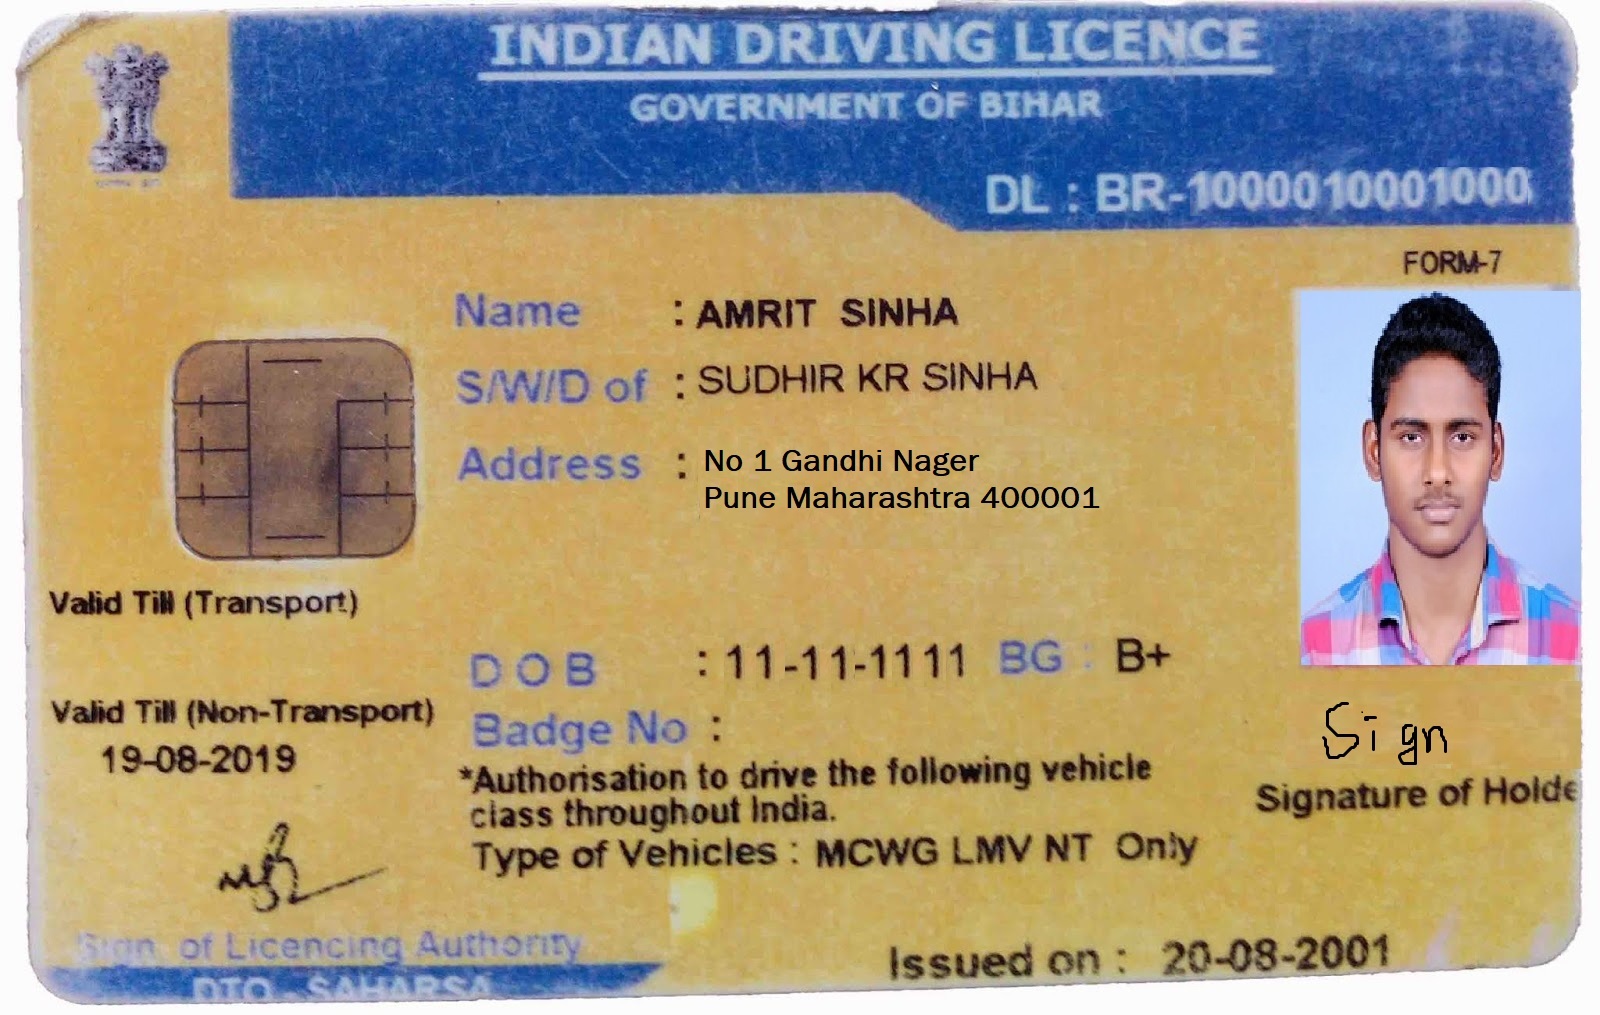 INDIAN DRIVING LICENCE
GOVERNMENT OF BIHAR
DL : BR-1000010001000
FORM-7
Name : AMRIT SINHA
S/W/D of : SUDHIR KR SINHA
Address : No 1 Gandhi Nager
Pune Maharashtra 400001
Valid Till (Transport)
D O B : 11-11-1111 BG : B+
Valid Till (Non-Transport)
19-08-2019
Badge No :
Sign
Signature of Holde
*Authorisation to drive the following vehicle
class throughout India.
Type of Vehicles : MCWG LMV NT Only
Sign. of Licencing Authority
DTO SAHARSA
Issued on : 20-08-2001